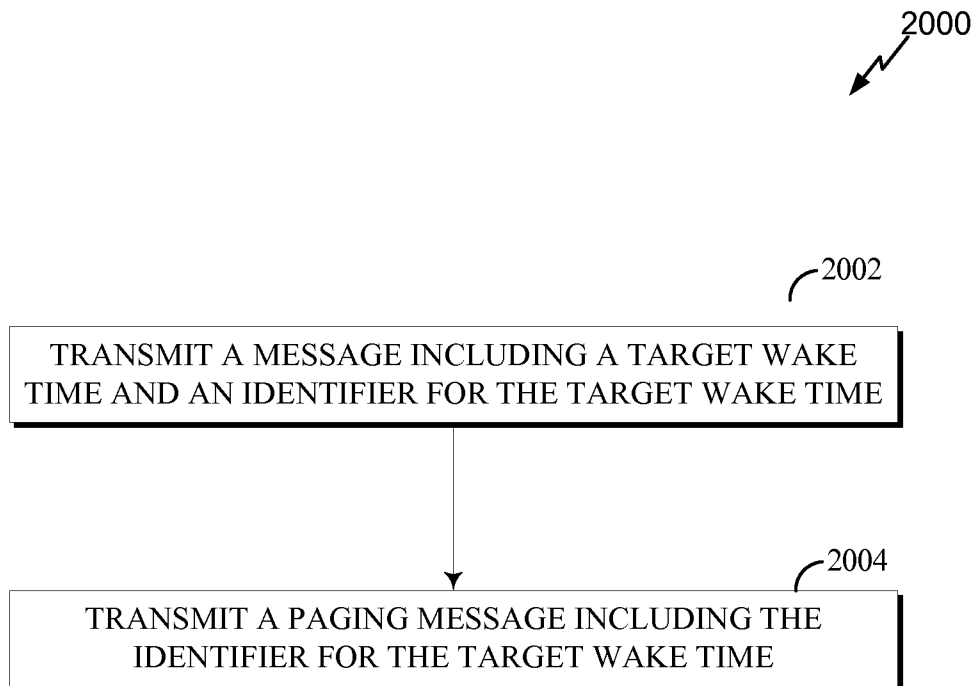 2000
2002
TRANSMIT A MESSAGE INCLUDING A TARGET WAKE
TIME AND AN IDENTIFIER FOR THE TARGET WAKE TIME
2004
TRANSMIT A PAGING MESSAGE INCLUDING THE
IDENTIFIER FOR THE TARGET WAKE TIME